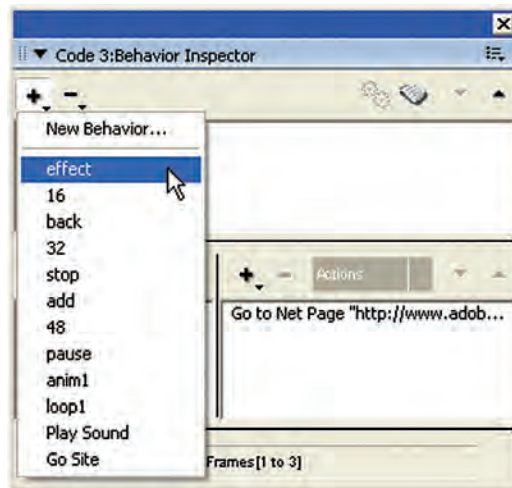 Code 3:Behavior Inspector
New Behavior...
effect
16
back
32
stop
add
48
pause
anim1
loop1
Play Sound
Go Site
Actions
Go to Net Page "http://www.adob...
Frames[1 to 3]